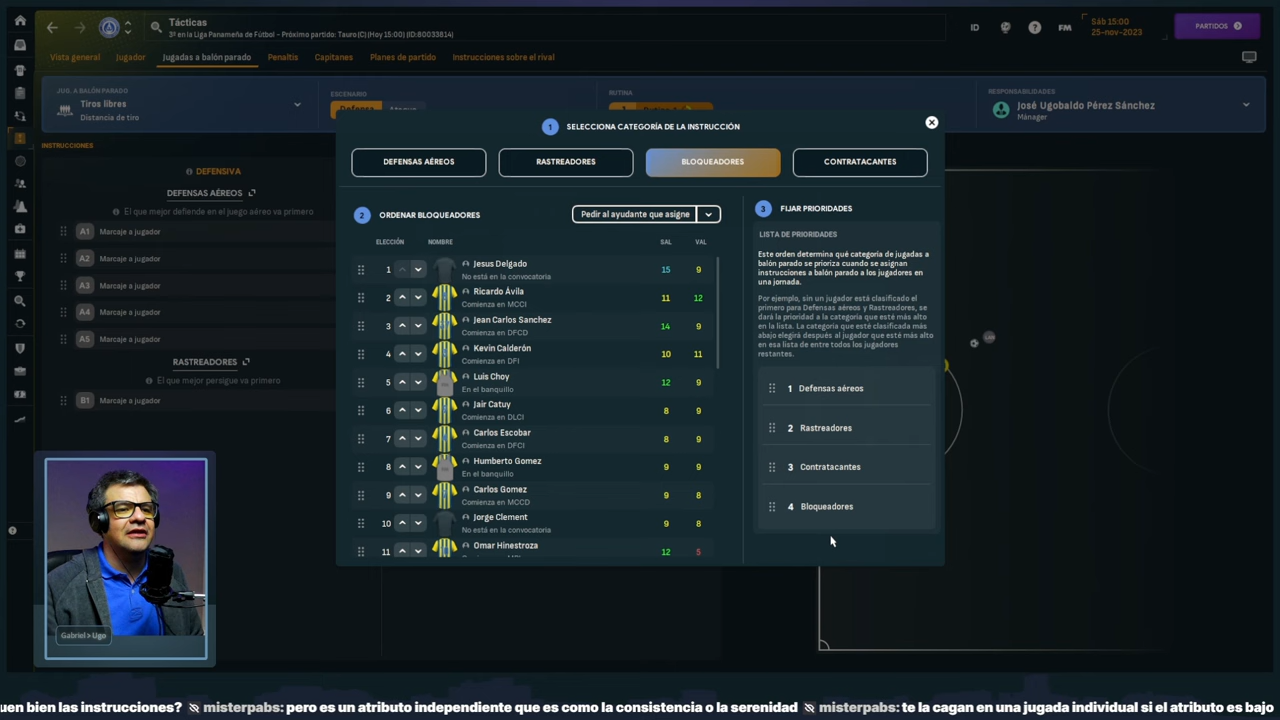 Tácticas
3ª en la Liga Panameña de Fútbol - Próximo partido: Tauro (C) (Hoy 15:00) (ID:80033814)
ID
FM
Sáb 15:00
25-nov-2023
PARTIDOS
Vista general
Jugador
Jugadas a balón parado
Penaltis
Capitanes
Planes de partido
Instrucciones sobre el rival
JUG. A BALÓN PARADO
Tiros libres
Distancia de tiro
ESCENARIO
Defensa
Ataque
RUTINA
RESPONSABILIDADES
José Ugobaldo Pérez Sánchez
Mánager
INSTRUCCIONES
DEFENSIVA
DEFENSAS AÉREOS
El que mejor defiende en el juego aéreo va primero
A1 Marcaje a jugador
A2 Marcaje a jugador
A3 Marcaje a jugador
A4 Marcaje a jugador
A5 Marcaje a jugador
RASTREADORES
El que mejor persigue va primero
B1 Marcaje a jugador
1 SELECCIONA CATEGORÍA DE LA INSTRUCCIÓN
DEFENSAS AÉREOS
RASTREADORES
BLOQUEADORES
CONTRATACANTES
2 ORDENAR BLOQUEADORES
Pedir al ayudante que asigne
ELECCIÓN NOMBRE SAL VAL
1 Jesus Delgado 15 9
No está en la convocatoria
2 Ricardo Ávila 11 12
Comienza en MCCI
3 Jean Carlos Sanchez 14 9
Comienza en DFCD
4 Kevin Calderón 10 11
Comienza en DFI
5 Luis Choy 12 9
En el banquillo
6 Jair Catuy 8 9
Comienza en DLCI
7 Carlos Escobar 8 9
Comienza en DFCI
8 Humberto Gomez 9 9
En el banquillo
9 Carlos Gomez 9 8
Comienza en MCCD
10 Jorge Clement 9 8
No está en la convocatoria
11 Omar Hinestroza 12 5
3 FIJAR PRIORIDADES
LISTA DE PRIORIDADES
Este orden determina qué categoría de jugadas a
balón parado se prioriza cuando se asignan
instrucciones a balón parado a los jugadores en
una jornada.
Por ejemplo, sin un jugador está clasificado el
primero para Defensas aéreos y Rastreadores, se
dará la prioridad a la categoría que esté más alto
en la lista. La categoría que esté clasificada más
abajo elegirá después al jugador que esté más alto
en esa lista de entre todos los jugadores
restantes.
1 Defensas aéreos
2 Rastreadores
3 Contratacantes
4 Bloqueadores
Gabriel > Ugo
uen bien las instrucciones? misterpabs: pero es un atributo independiente que es como la consistencia o la serenidad misterpabs: te la cagan en una jugada individual si el atributo es bajo